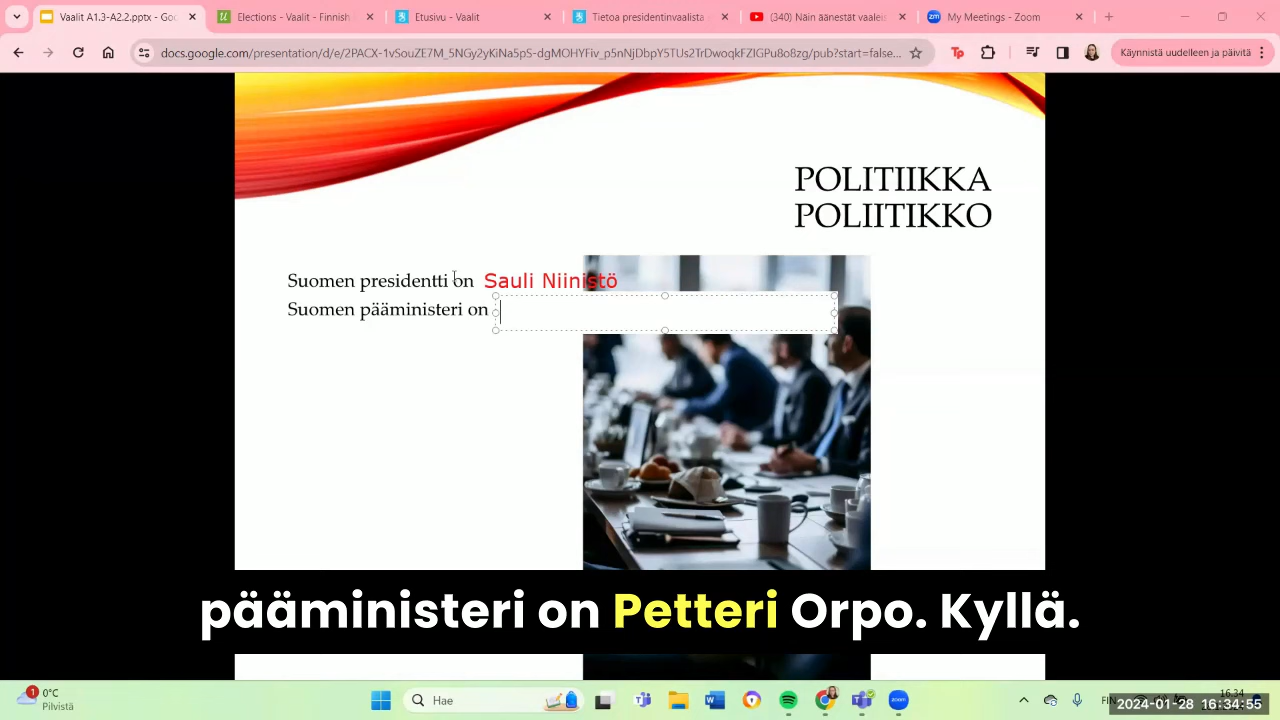 Vaalit A1.3-A2.2.pptx - Goo
Elections - Vaalit - Finnish
Etusivu - Vaalit
Tietoa presidentinvaalista
(340) Näin äänestät vaaleis
My Meetings - Zoom
docs.google.com/presentation/d/e/2PACX-1vSouZE7M_5NGy2yKiNa5pS-dgMOHYFiv_p5nNjDbpY5TUs2TrDwoqkFZIGPu8o8zg/pub?start=false...
Käynnistä uudelleen ja päivitä
POLITIIKKA
POLIITIKKO
Suomen presidentti on Sauli Niinistö
Suomen pääministeri on
pääministeri on Petteri Orpo. Kyllä.
1
0°C
Pilvistä
Hae
FIN
16.34
2024-01-28 16:34:55